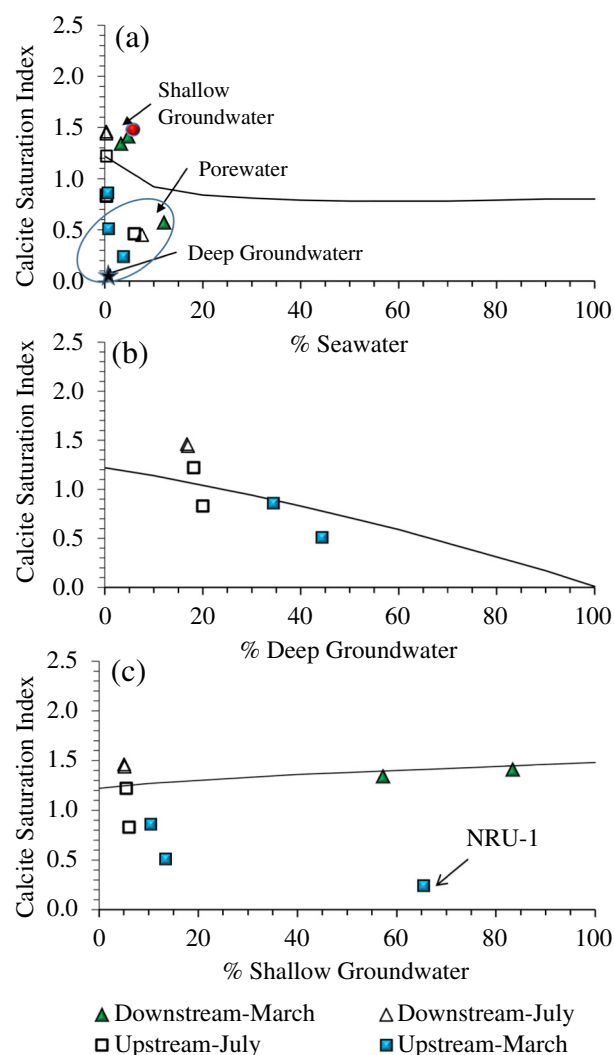 (a)
Calcite Saturation Index
2.5
2.0
1.5
1.0
0.5
0.0
Shallow
Groundwater
Porewater
Deep Groundwaterr
0 20 40 60 80 100
% Seawater
(b)
Calcite Saturation Index
2.5
2.0
1.5
1.0
0.5
0.0
0 20 40 60 80 100
% Deep Groundwater
(c)
Calcite Saturation Index
2.5
2.0
1.5
1.0
0.5
0.0
NRU-1
0 20 40 60 80 100
% Shallow Groundwater
Downstream-March Downstream-July
Upstream-July Upstream-March